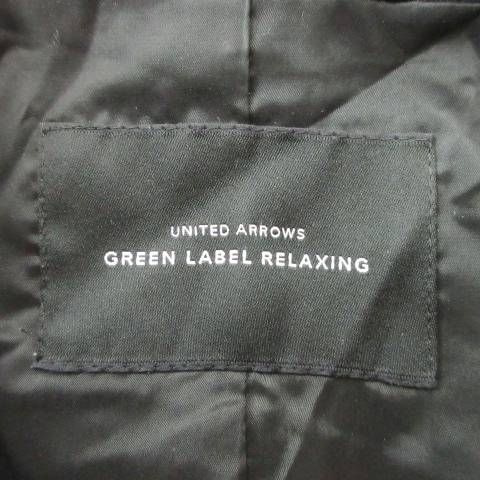 UNITED ARROWS
GREEN LABEL RELAXING